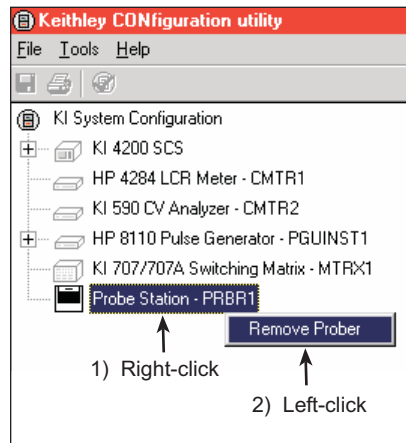 Keithley CONfiguration utility
File Tools Help
KI System Configuration
KI 4200 SCS
HP 4284 LCR Meter - CMTR1
KI 590 CV Analyzer - CMTR2
HP 8110 Pulse Generator - PGUINST1
KI 707/707A Switching Matrix - MTRX1
Probe Station - PRBR1
Remove Prober
1) Right-click
2) Left-click